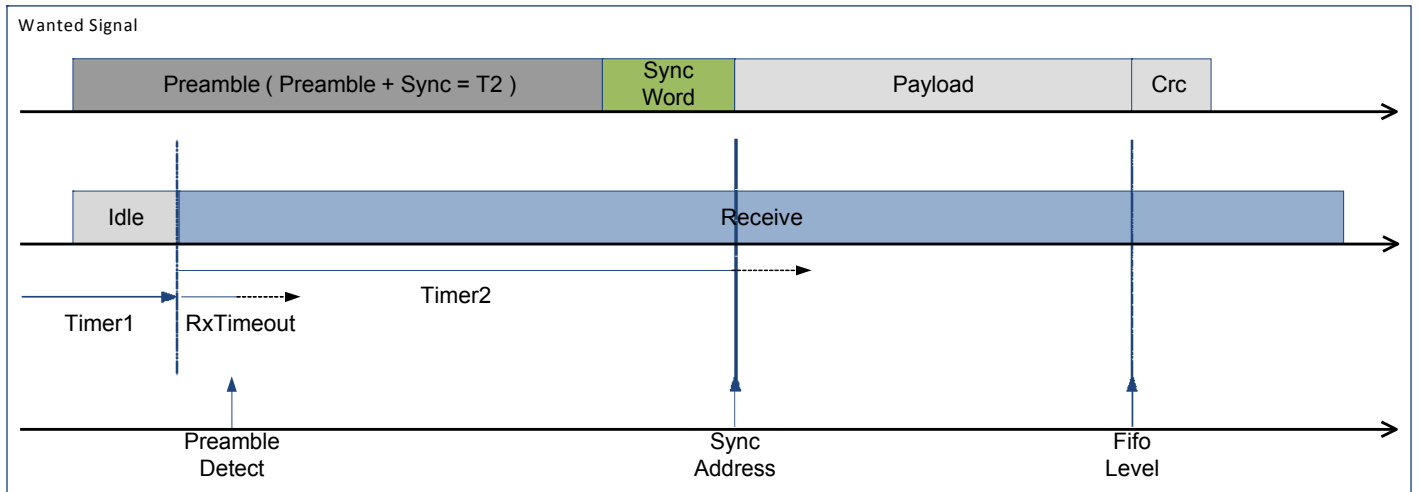 Wanted Signal
Preamble ( Preamble + Sync = T2 )
Sync
Word
Payload
Crc
Idle
Receive
Timer2
Timer1
RxTimeout
Preamble
Detect
Sync
Address
Fifo
Level